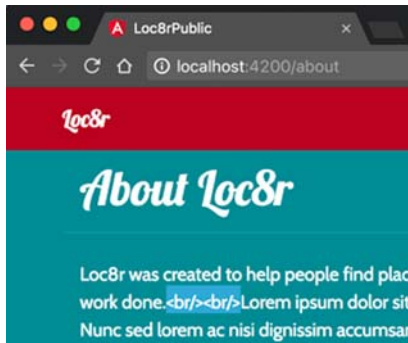 Loc8rPublic
localhost:4200/about
Loc8r
About Loc8r
Loc8r was created to help people find plac
work done.<br/><br/>Lorem ipsum dolor sit
Nunc sed lorem ac nisi dignissim accumsan